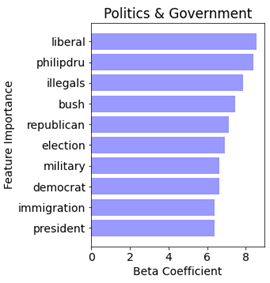 Politics & Government
Feature Importance
liberal
philipdru
illegals
bush
republican
election
military
democrat
immigration
president
0 2 4 6 8
Beta Coefficient